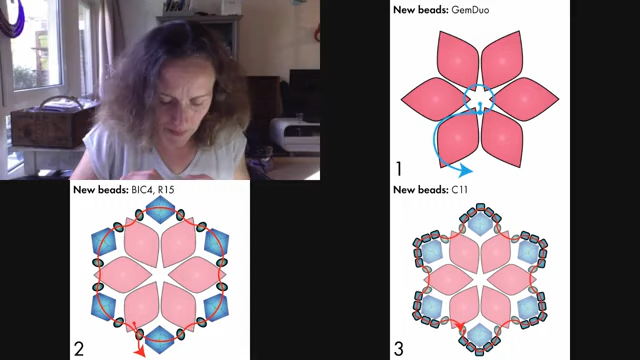 New beads: GemDuo
1
New beads: BIC4, R15
2
New beads: C11
3